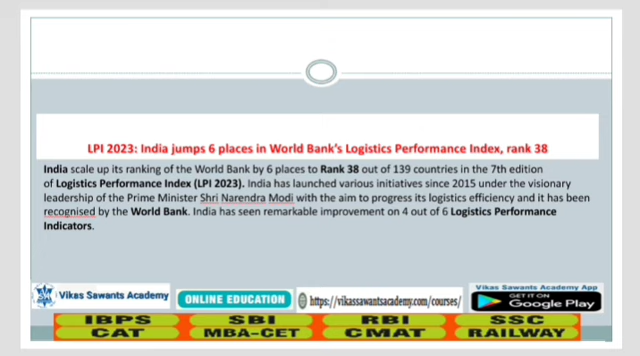 LPI 2023: India jumps 6 places in World Bank's Logistics Performance Index, rank 38
India scale up its ranking of the World Bank by 6 places to Rank 38 out of 139 countries in the 7th edition
of Logistics Performance Index (LPI 2023). India has launched various initiatives since 2015 under the visionary
leadership of the Prime Minister Shri Narendra Modi with the aim to progress its logistics efficiency and it has been
recognised by the World Bank. India has seen remarkable improvement on 4 out of 6 Logistics Performance
Indicators.
Vikas Sawants Academy
ONLINE EDUCATION
https://vikassawantsacademy.com/courses/
Vikas Sawants Academy App
GET IT ON
Google Play
IBPS SBI RBI SSC
CAT MBA-CET CMAT RAILWAY